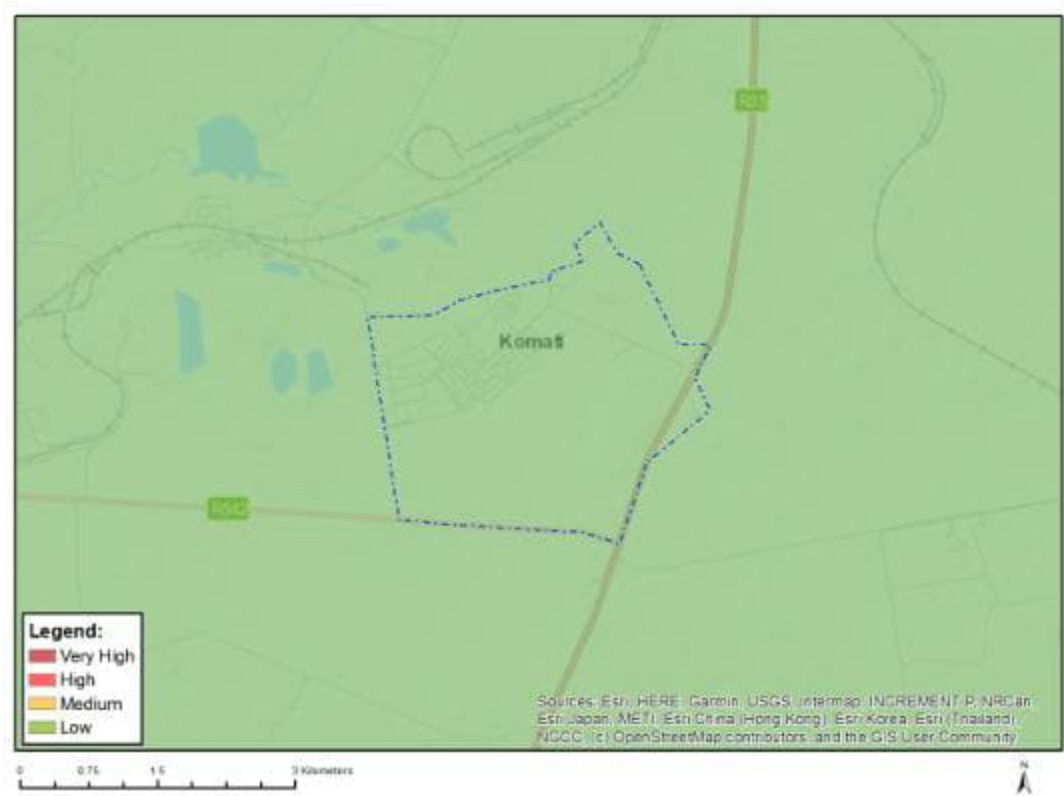 Komati
Legend:
Very High
High
Medium
Low
Sources: Esri, HERE, Garmin, USGS, Intermap, INCREMENT P, NRCan,
Esri Japan, METI, Esri China (Hong Kong), Esri Korea, Esri (Thailand),
NGCC, (c) OpenStreetMap contributors, and the GIS User Community
0 0.75 1.5 3 Kilometers
N